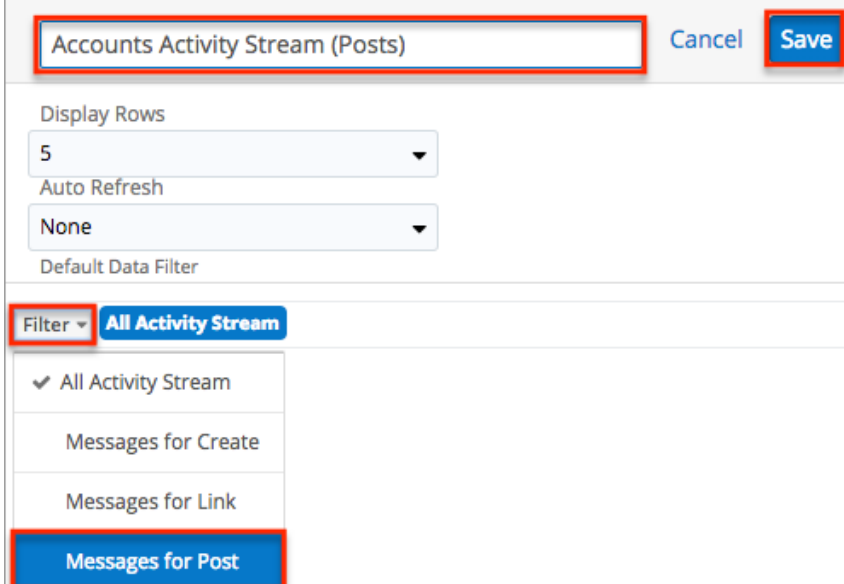 Accounts Activity Stream (Posts) Cancel Save
Display Rows
5
Auto Refresh
None
Default Data Filter
Filter All Activity Stream
All Activity Stream
Messages for Create
Messages for Link
Messages for Post